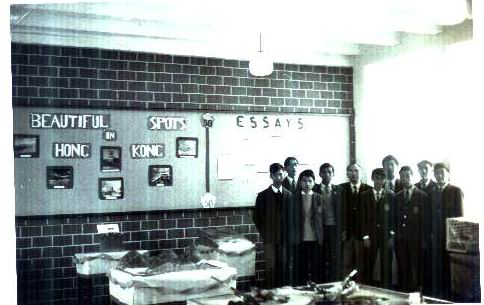 BEAUTIFUL SPOTS
IN
HONG KONG
ESSAYS